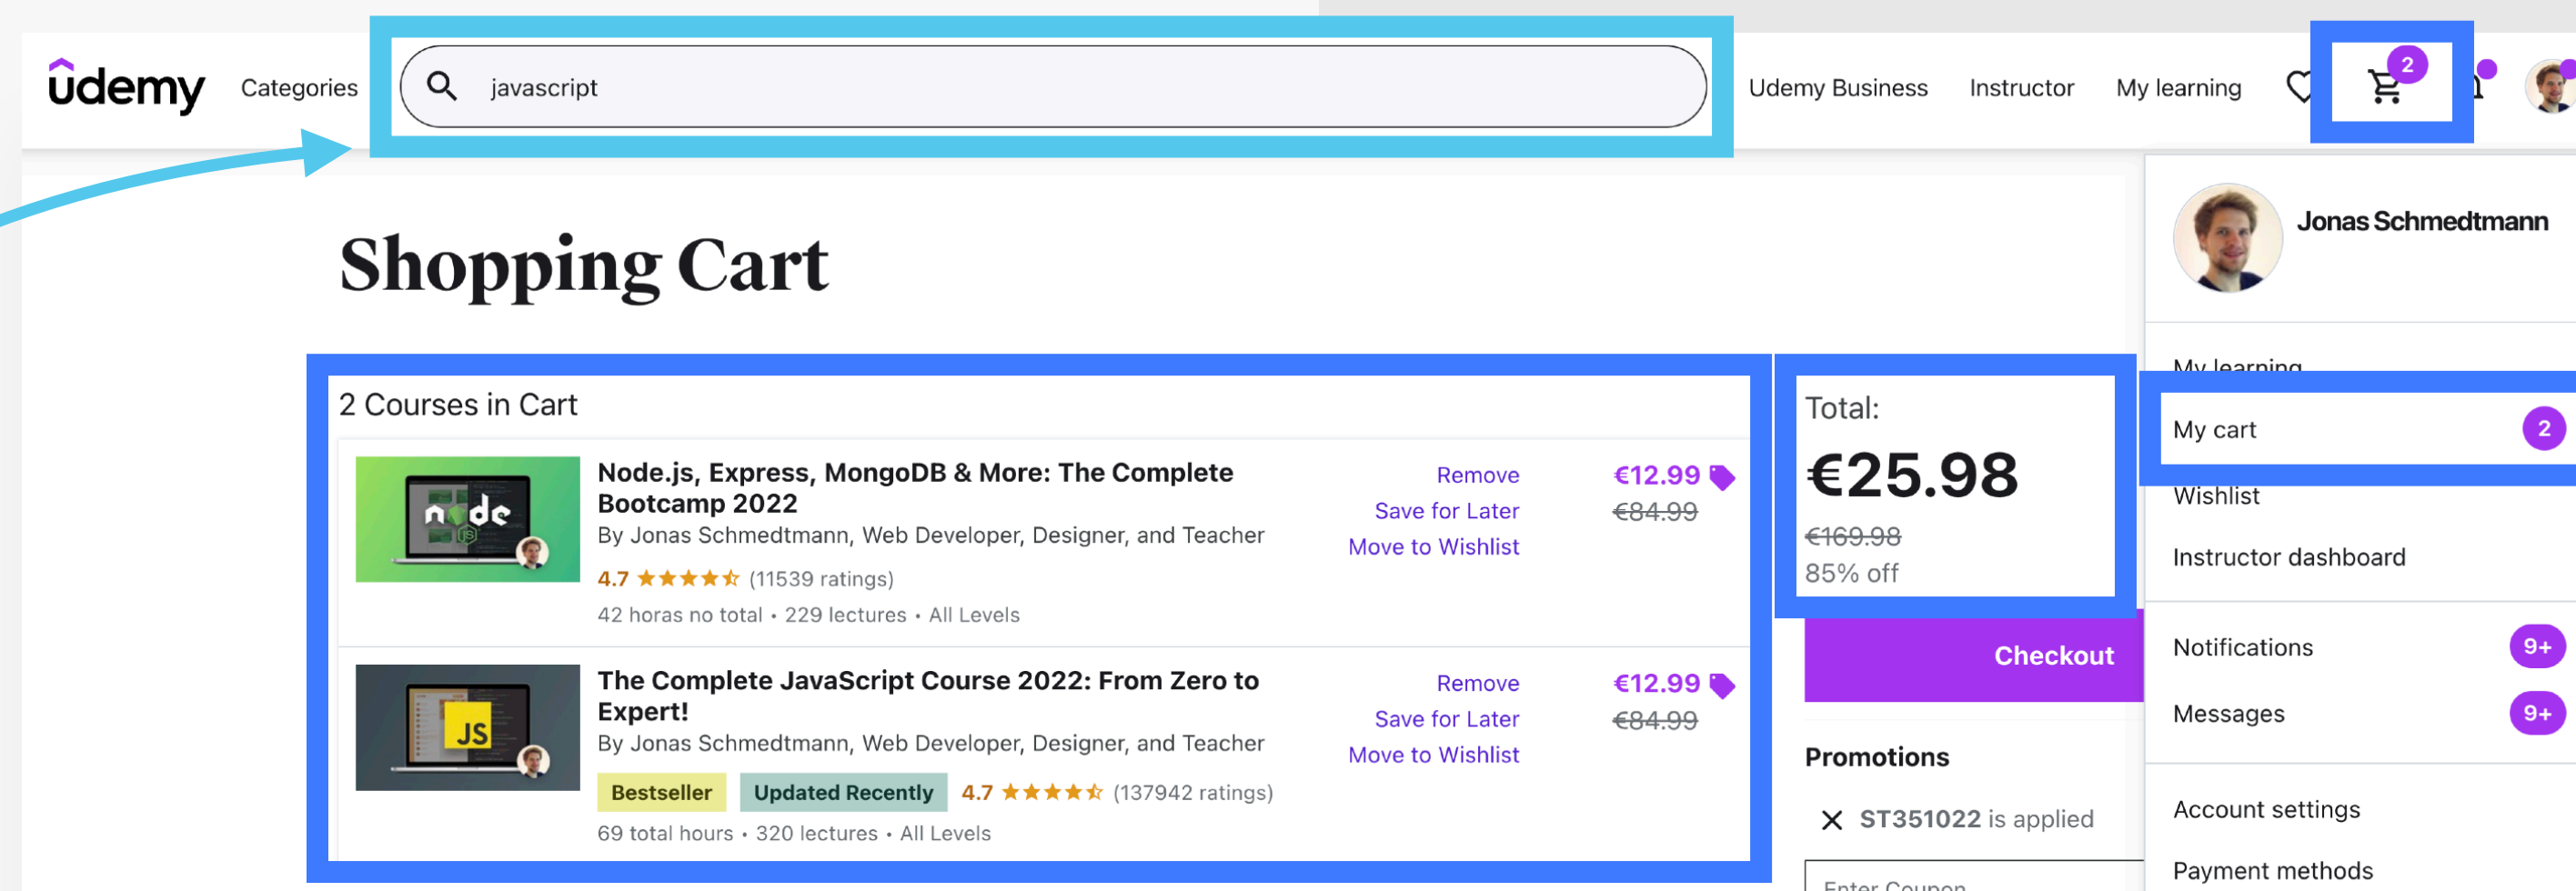 udemy
Categories
javascript
Udemy Business
Instructor
My learning
2
Shopping Cart
Jonas Schmedtmann
2 Courses in Cart
Node.js, Express, MongoDB & More: The Complete
Bootcamp 2022
By Jonas Schmedtmann, Web Developer, Designer, and Teacher
4.7 (11539 ratings)
42 horas no total • 229 lectures • All Levels
node
JS
Remove
Save for Later
Move to Wishlist
€12.99
€84.99
The Complete JavaScript Course 2022: From Zero to
Expert!
By Jonas Schmedtmann, Web Developer, Designer, and Teacher
Bestseller
Updated Recently
4.7 (137942 ratings)
69 total hours • 320 lectures • All Levels
JS
Remove
Save for Later
Move to Wishlist
€12.99
€84.99
Total:
€25.98
€169.98
85% off
Checkout
Promotions
ST351022 is applied
Enter Coupon
My learning
My cart 2
Wishlist
Instructor dashboard
Notifications 9+
Messages 9+
Account settings
Payment methods